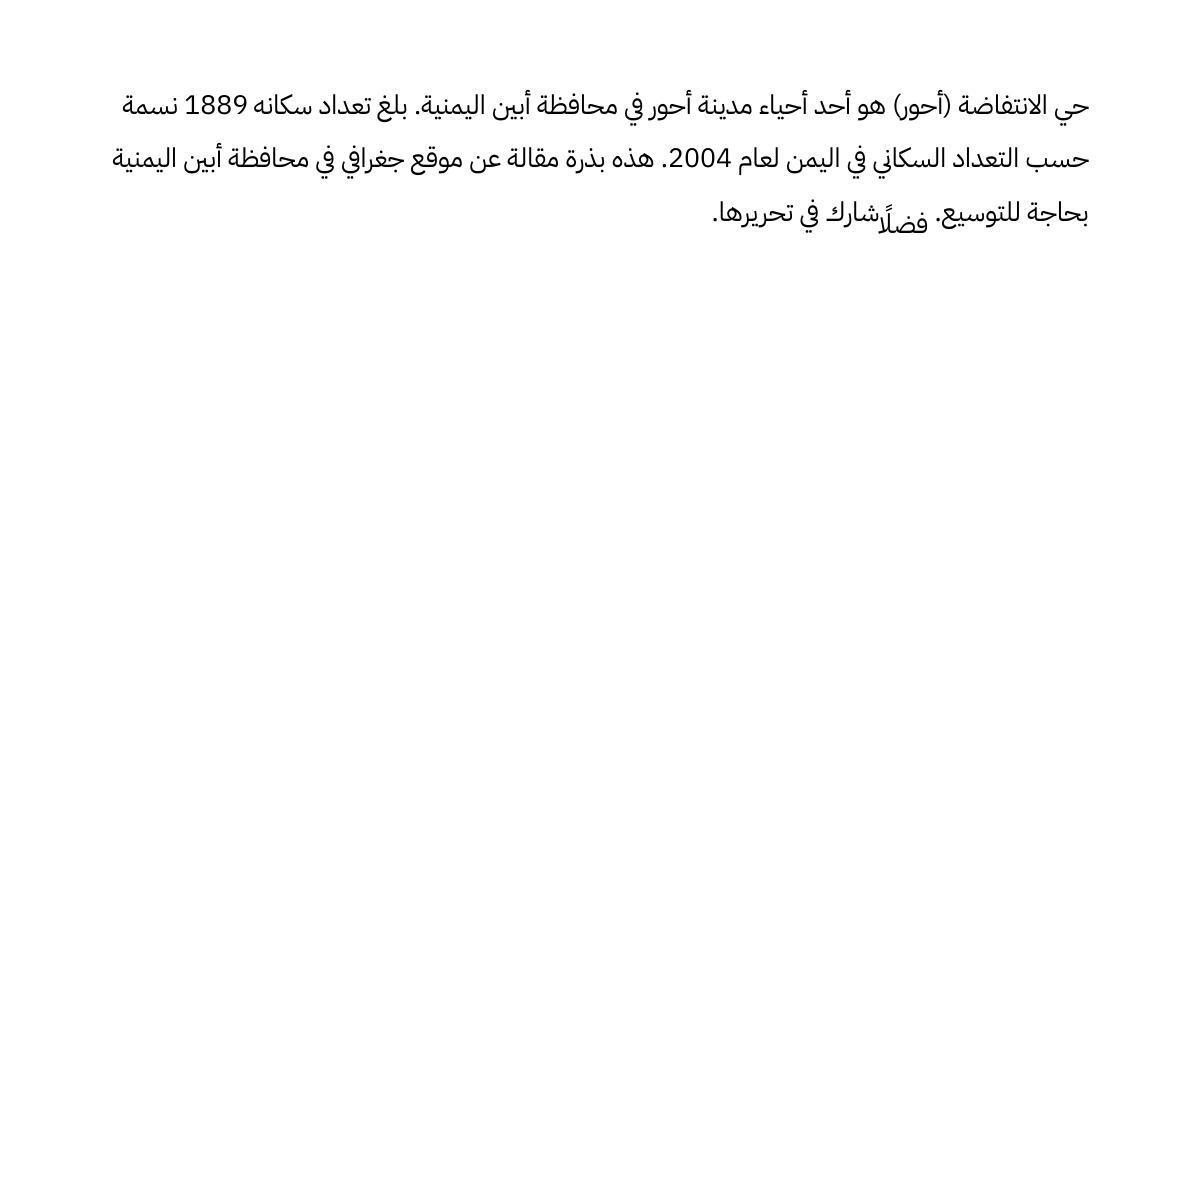 حي الانتفاضة (أحور) هو أحد أحياء مدينة أحور في محافظة أبين اليمنية. بلغ تعداد سكانه 1889 نسمة
حسب التعداد السكاني في اليمن لعام 2004. هذه بذرة مقالة عن موقع جغرافي في محافظة أبين اليمنية
بحاجة للتوسيع. فضلًا شارك في تحريرها.